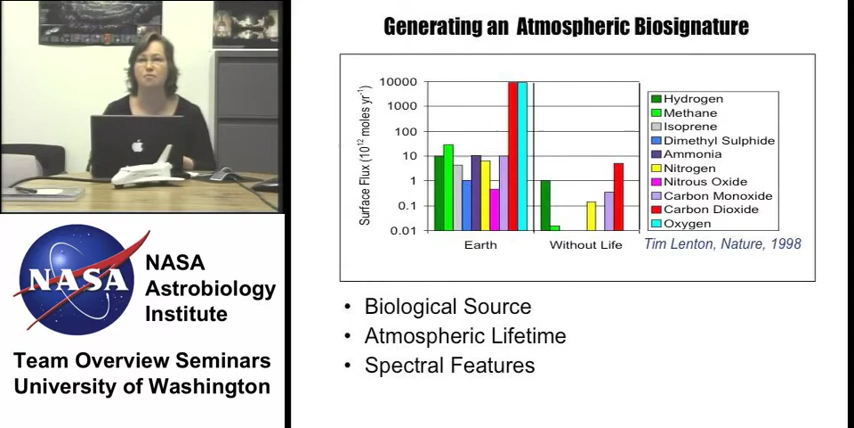 Generating an Atmospheric Biosignature
Surface Flux (10¹² moles yr⁻¹)
10000
1000
100
10
1
0.1
0.01
Earth
Without Life
Hydrogen
Methane
Isoprene
Dimethyl Sulphide
Ammonia
Nitrogen
Nitrous Oxide
Carbon Monoxide
Carbon Dioxide
Oxygen
Tim Lenton, Nature, 1998
• Biological Source
• Atmospheric Lifetime
• Spectral Features
NASA
NASA
Astrobiology
Institute
Team Overview Seminars
University of Washington